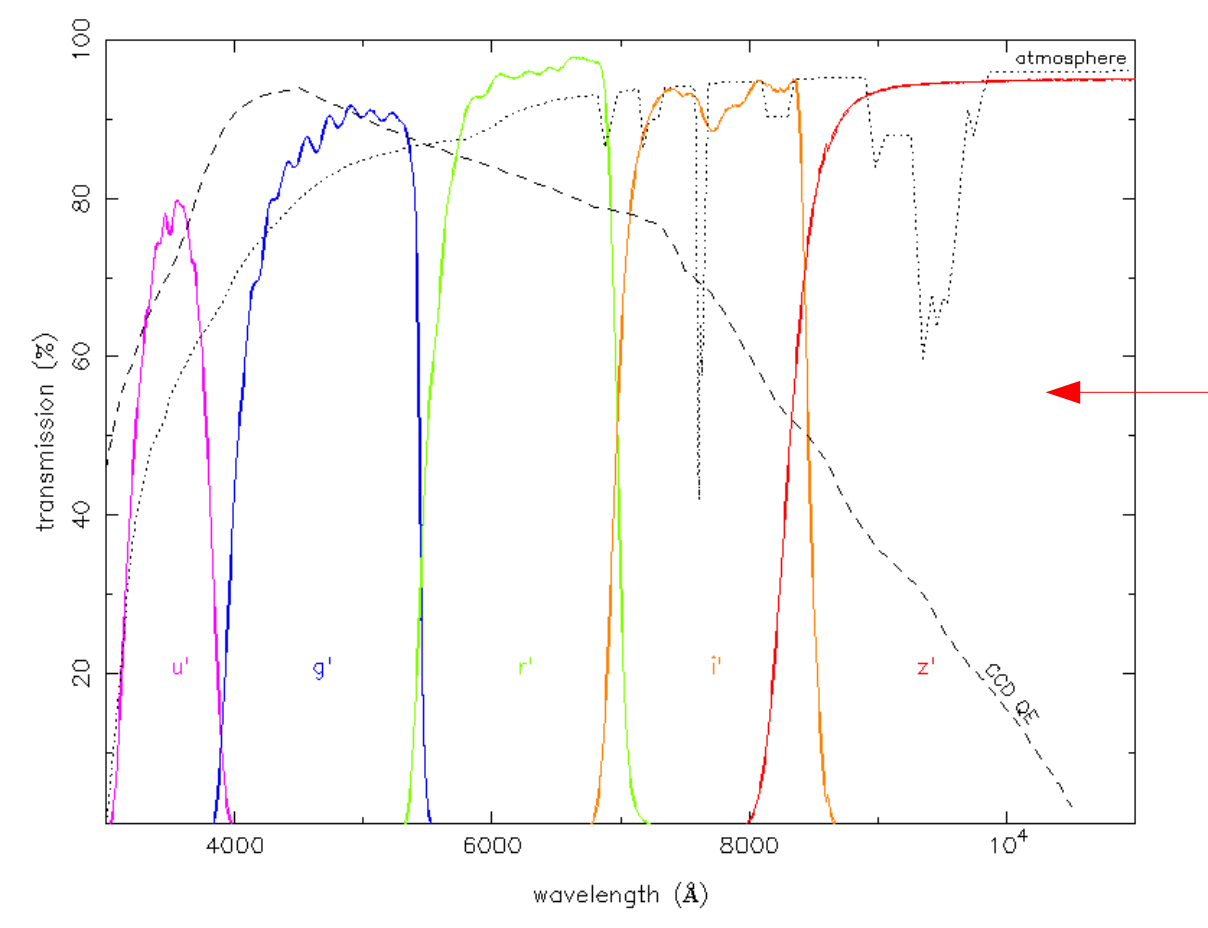 100
atmosphere
80
60
transmission (%)
40
20
u'
g'
r'
i'
z'
CCD QE
4000
6000
8000
10⁴
wavelength (Å)